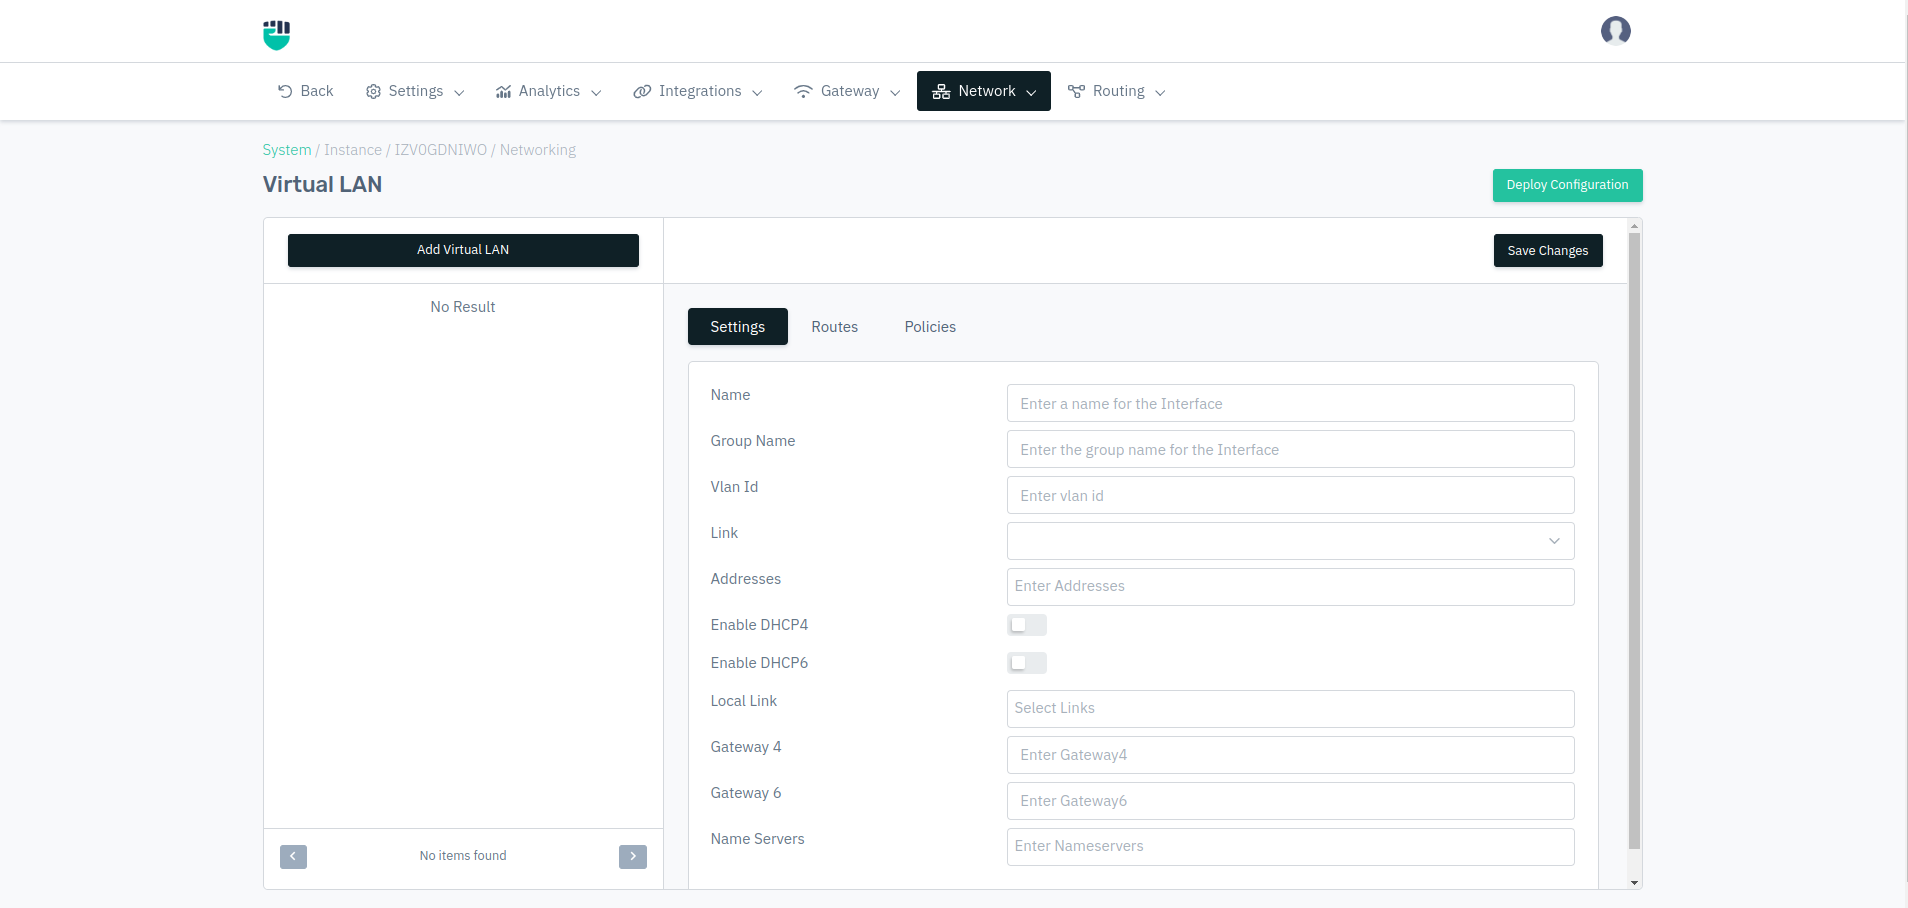 Back Settings Analytics Integrations Gateway Network Routing
System / Instance / IZV0GDNIWO / Networking
Virtual LAN
Deploy Configuration
Add Virtual LAN
Save Changes
No Result
Settings Routes Policies
Name Enter a name for the Interface
Group Name Enter the group name for the Interface
Vlan Id Enter vlan id
Link
Addresses Enter Addresses
Enable DHCP4
Enable DHCP6
Local Link Select Links
Gateway 4 Enter Gateway4
Gateway 6 Enter Gateway6
Name Servers Enter Nameservers
No items found